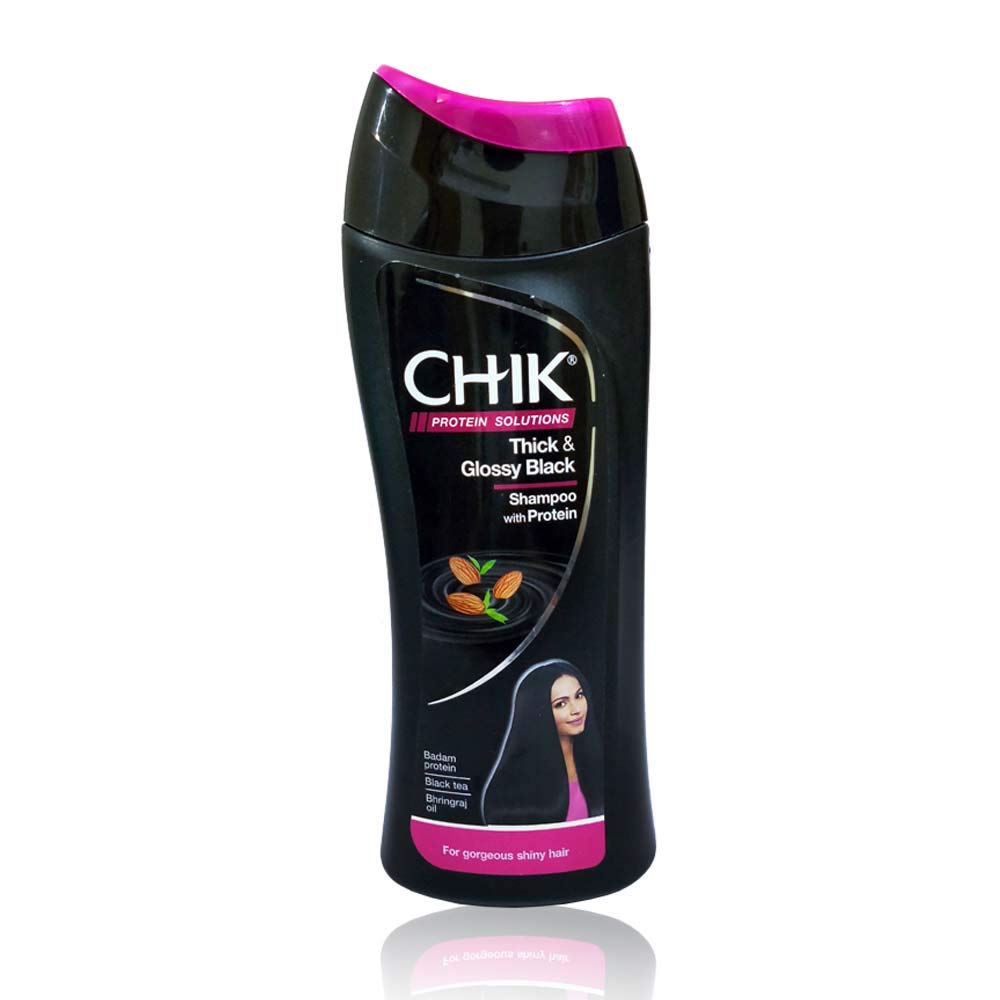 CHIK®
PROTEIN SOLUTIONS
Thick &
Glossy Black
Shampoo
with Protein
Badam
protein
Black tea
Bhringraj
oil
For gorgeous shiny hair